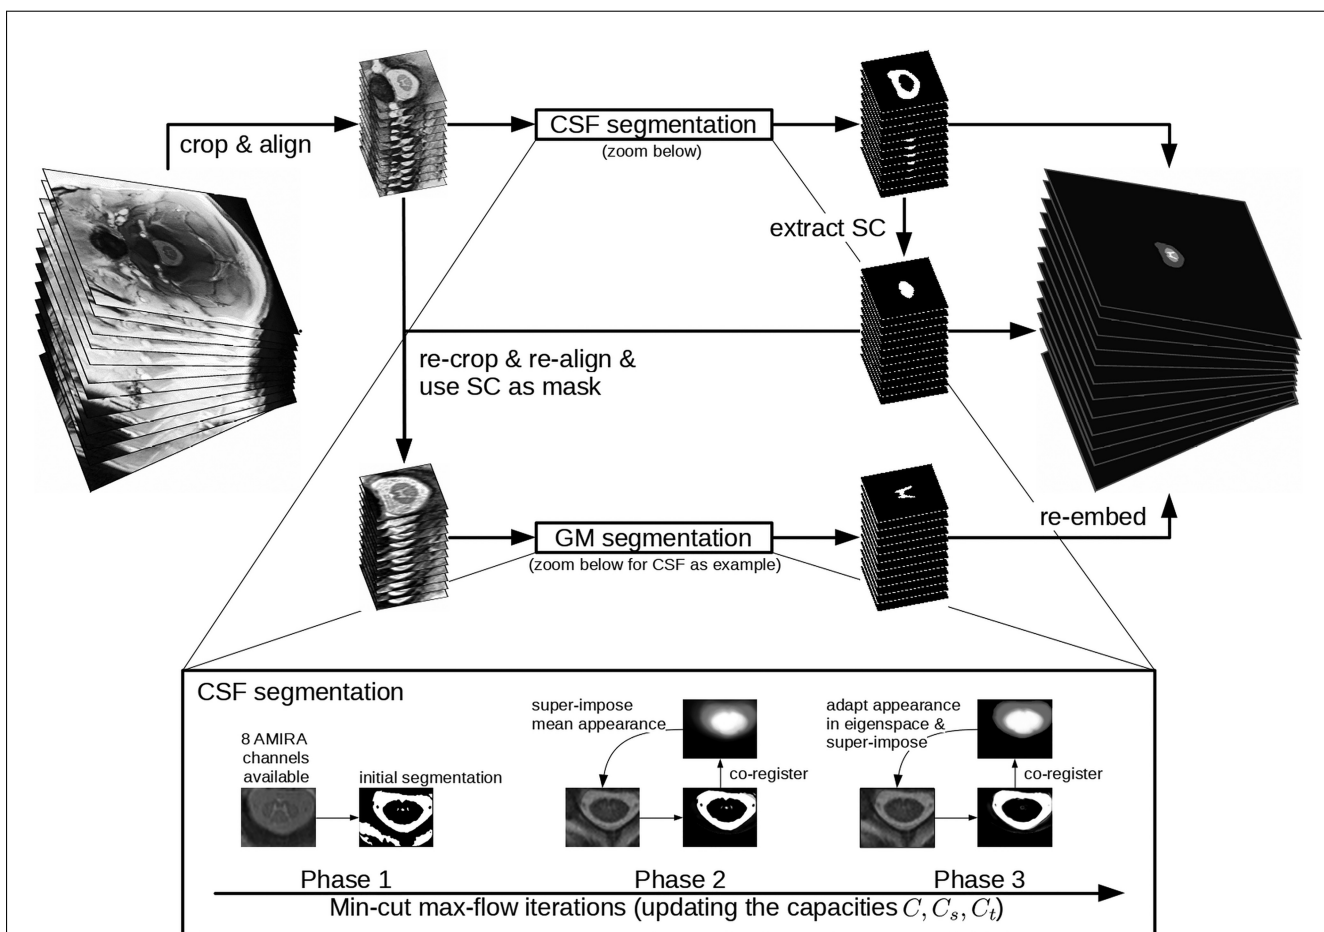 crop & align
CSF segmentation
(zoom below)
extract SC
re-crop & re-align &
use SC as mask
GM segmentation
(zoom below for CSF as example)
re-embed
CSF segmentation
8 AMIRA
channels
available
initial segmentation
super-impose
mean appearance
co-register
adapt appearance
in eigenspace &
super-impose
co-register
Phase 1
Phase 2
Phase 3
Min-cut max-flow iterations (updating the capacities C, Cₛ, Cₜ)